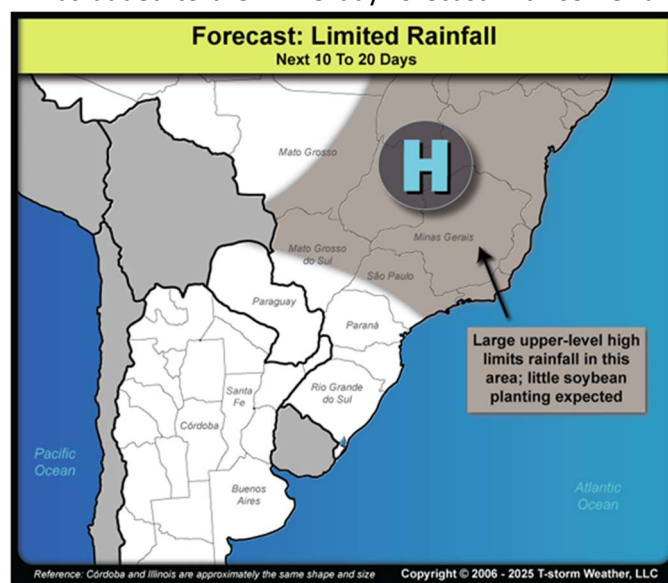 Forecast: Limited Rainfall
Next 10 To 20 Days
Mato Grosso
H
Minas Gerais
Mato Grosso
do Sul
São Paulo
Paraguay
Paraná
Large upper-level high
limits rainfall in this
area; little soybean
planting expected
Santa
Fe
Rio Grande
do Sul
Córdoba
Pacific
Ocean
Buenos
Aires
Atlantic
Ocean
Reference: Córdoba and Illinois are approximately the same shape and size
Copyright © 2006 - 2025 T-storm Weather, LLC